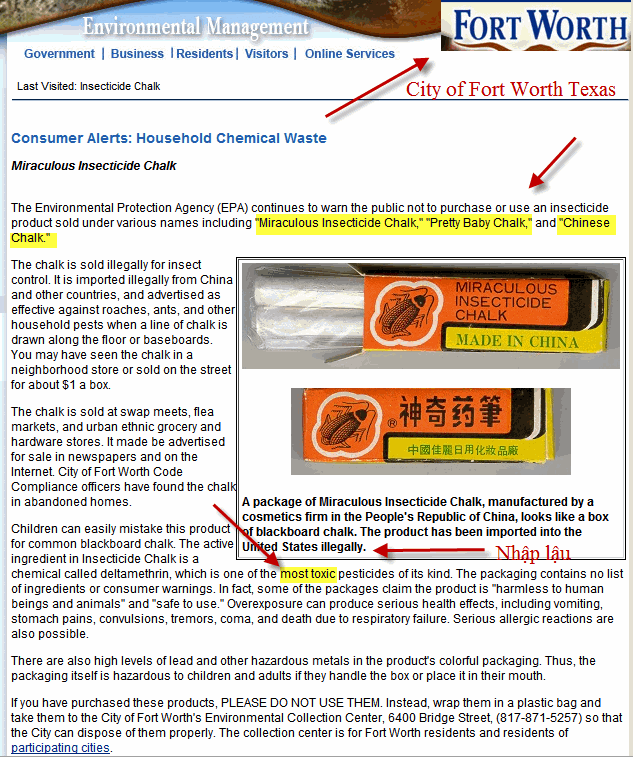 Environmental Management
FORT WORTH
Government | Business | Residents | Visitors | Online Services
Last Visited: Insecticide Chalk
City of Fort Worth Texas
Consumer Alerts: Household Chemical Waste
Miraculous Insecticide Chalk
The Environmental Protection Agency (EPA) continues to warn the public not to purchase or use an insecticide
product sold under various names including "Miraculous Insecticide Chalk," "Pretty Baby Chalk," and "Chinese
Chalk."
The chalk is sold illegally for insect
control. It is imported illegally from China
and other countries, and advertised as
effective against roaches, ants, and other
household pests when a line of chalk is
drawn along the floor or baseboards.
You may have seen the chalk in a
neighborhood store or sold on the street
for about $1 a box.
The chalk is sold at swap meets, flea
markets, and urban ethnic grocery and
hardware stores. It made be advertised
for sale in newspapers and on the
Internet. City of Fort Worth Code
Compliance officers have found the chalk
in abandoned homes.
MIRACULOUS
INSECTICIDE
CHALK
MADE IN CHINA
®神奇药筆
中國佳麗日用化妝品廠
A package of Miraculous Insecticide Chalk, manufactured by a
cosmetics firm in the People's Republic of China, looks like a box
of blackboard chalk. The product has been imported into the
United States illegally.
Nhập lậu
Children can easily mistake this product
for common blackboard chalk. The active
ingredient in Insecticide Chalk is a
chemical called deltamethrin, which is one of the most toxic pesticides of its kind. The packaging contains no list
of ingredients or consumer warnings. In fact, some of the packages claim the product is "harmless to human
beings and animals" and "safe to use." Overexposure can produce serious health effects, including vomiting,
stomach pains, convulsions, tremors, coma, and death due to respiratory failure. Serious allergic reactions are
also possible.
There are also high levels of lead and other hazardous metals in the product's colorful packaging. Thus, the
packaging itself is hazardous to children and adults if they handle the box or place it in their mouth.
If you have purchased these products, PLEASE DO NOT USE THEM. Instead, wrap them in a plastic bag and
take them to the City of Fort Worth's Environmental Collection Center, 6400 Bridge Street, (817-871-5257) so that
the City can dispose of them properly. The collection center is for Fort Worth residents and residents of
participating cities.